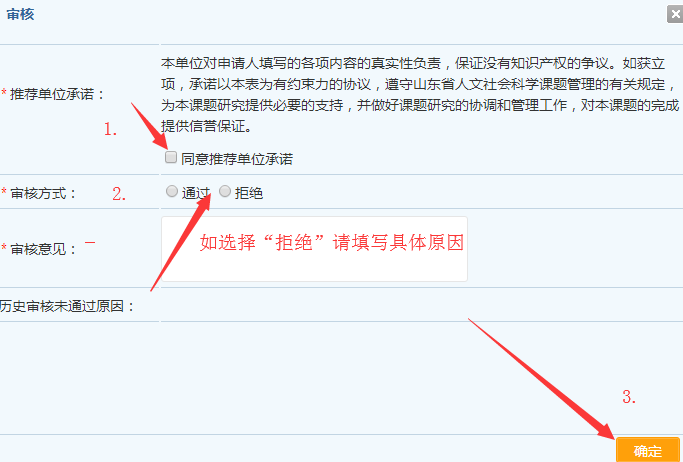 审核
本单位对申请人填写的各项内容的真实性负责，保证没有知识产权的争议。如获立
项，承诺以本表为有约束力的协议，遵守山东省人文社会科学课题管理的有关规定，
* 推荐单位承诺：
为本课题研究提供必要的支持，并做好课题研究的协调和管理工作，对本课题的完成
提供信誉保证。
1.
同意推荐单位承诺
* 审核方式： 2. 通过 拒绝
* 审核意见： 如选择“拒绝”请填写具体原因
历史审核未通过原因：
3.
确定